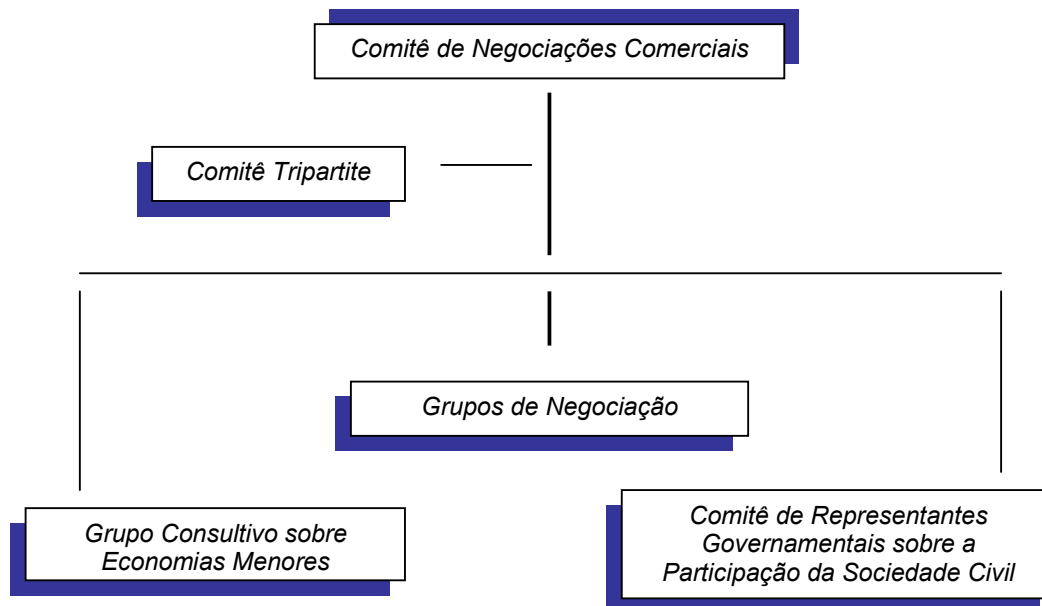 Comitê de Negociações Comerciais
Comitê Tripartite
Grupos de Negociação
Grupo Consultivo sobre
Economias Menores
Comitê de Representantes
Governamentais sobre a
Participação da Sociedade Civil